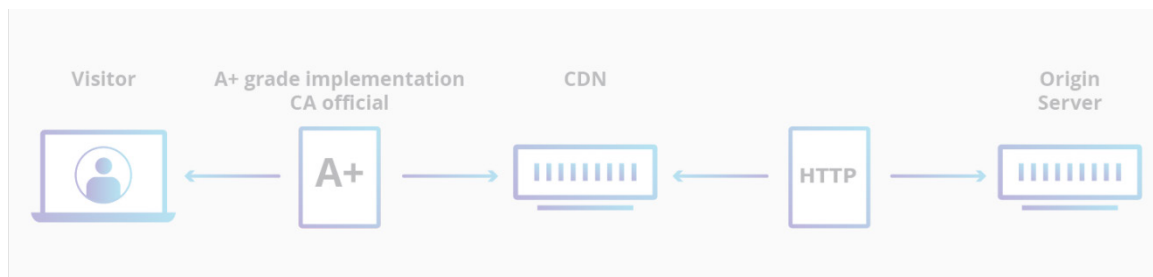 Visitor
A+ grade implementation
CA official
CDN
Origin
Server
A+
HTTP